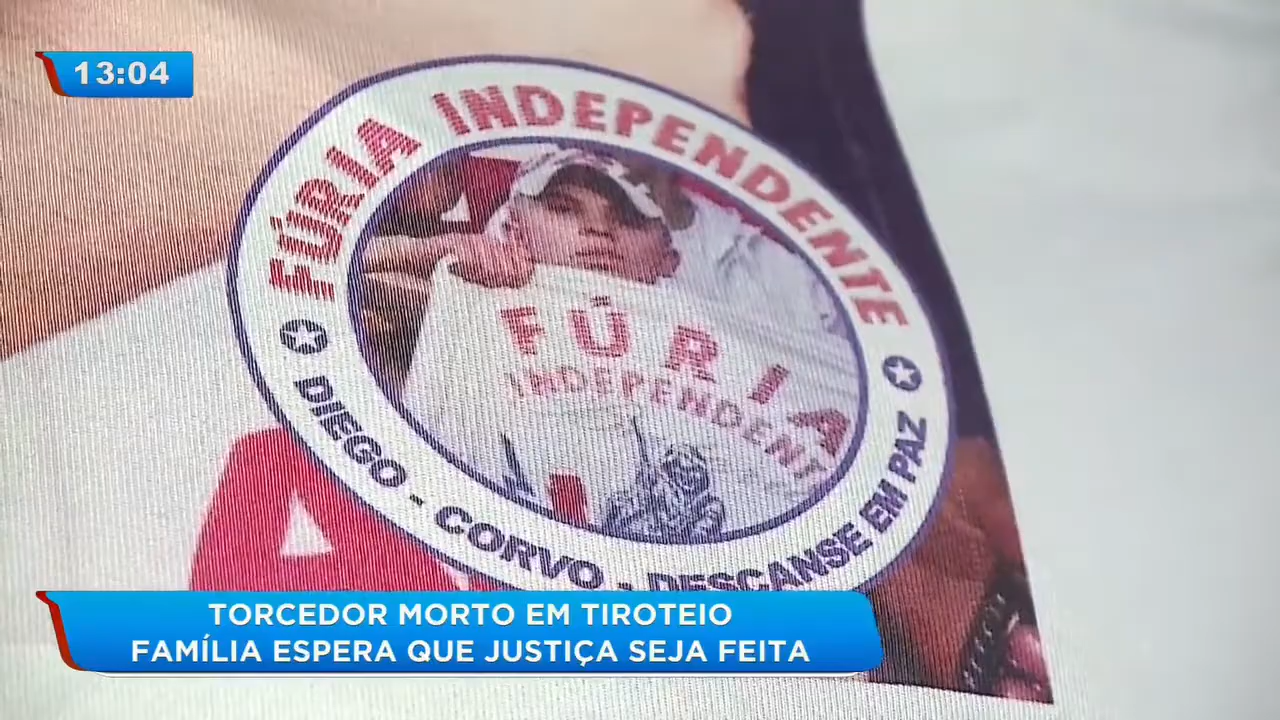 13:04
FÚRIA INDEPENDENTE
FÚRIA
INDEPENDENT
DIEGO - CORVO - DESCANSE EM PAZ
TORCEDOR MORTO EM TIROTEIO
FAMÍLIA ESPERA QUE JUSTIÇA SEJA FEITA